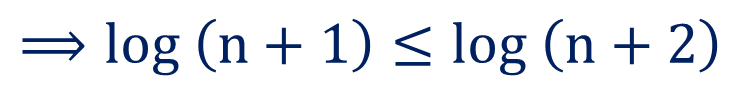 ⟹ log (n + 1) ≤ log (n + 2)